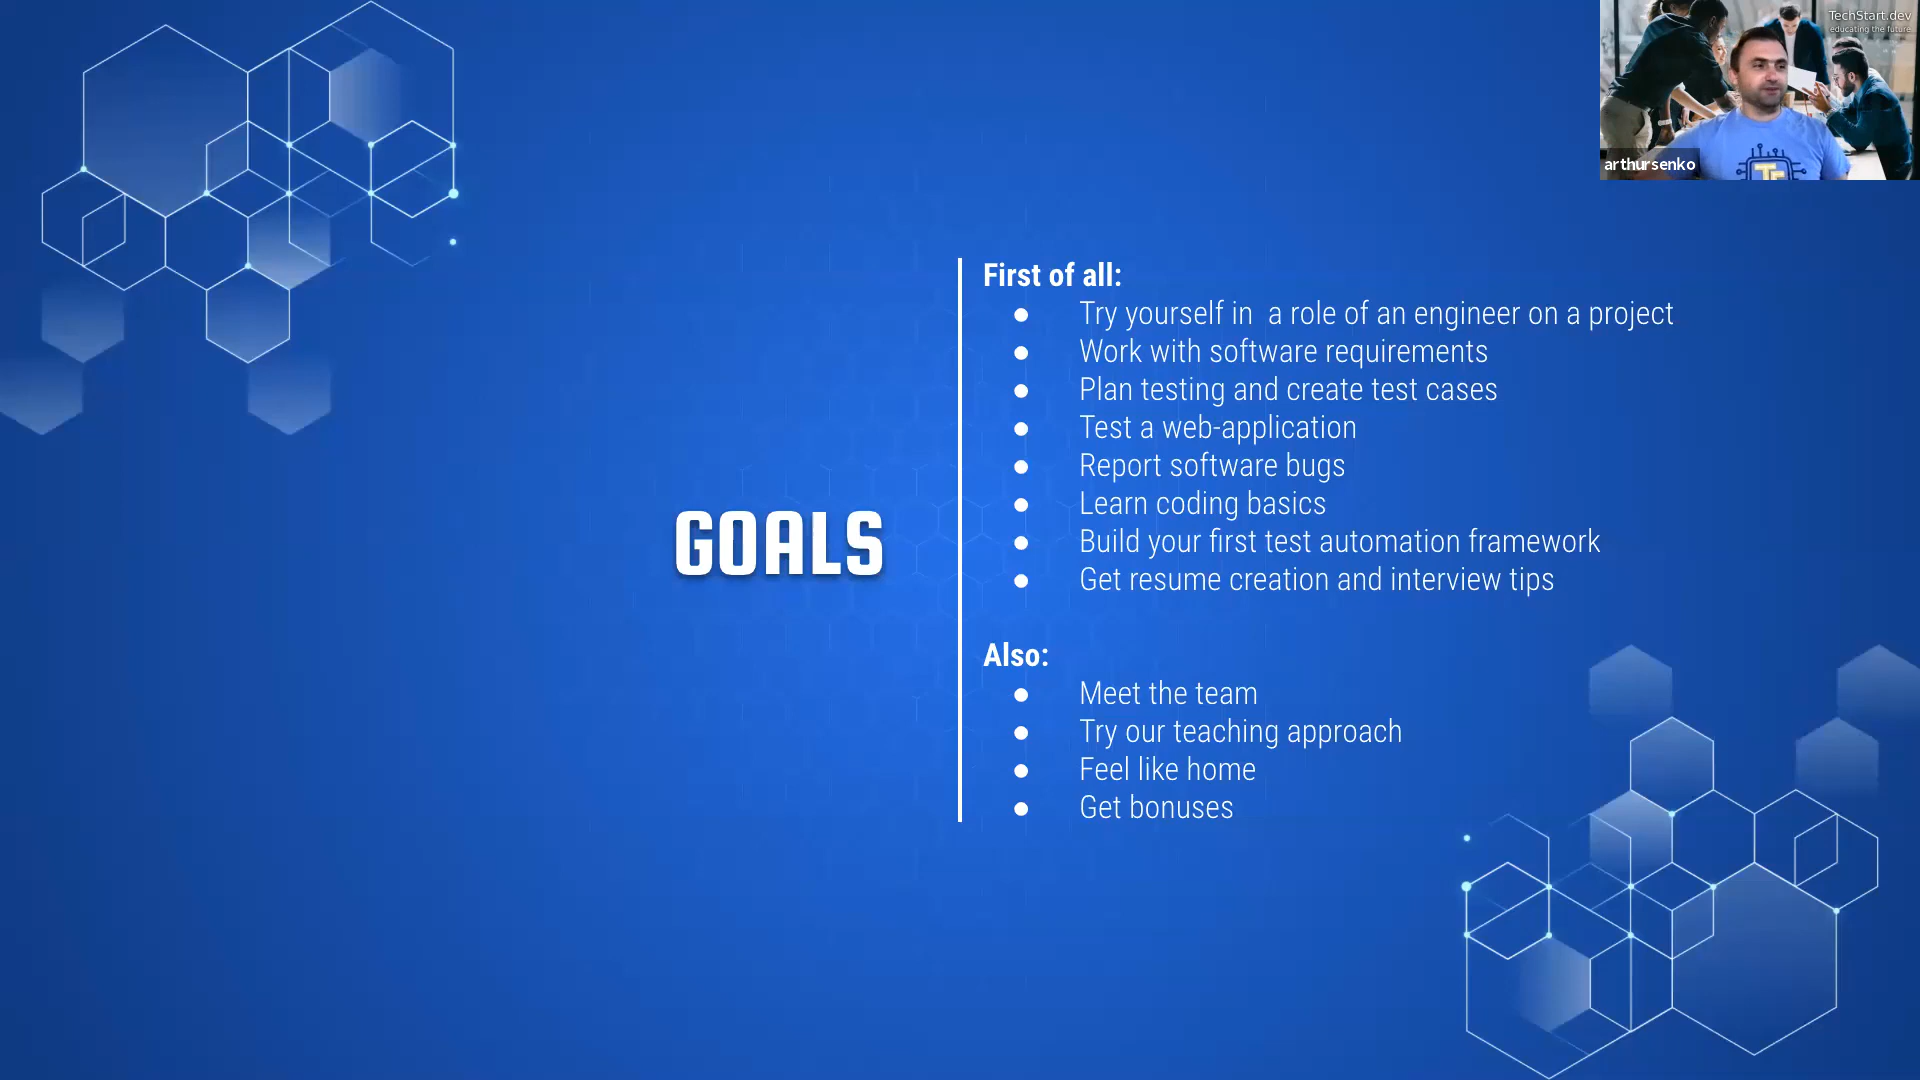 TechStart.dev
educating the future
arthursenko
GOALS
First of all:
● Try yourself in  a role of an engineer on a project
● Work with software requirements
● Plan testing and create test cases
● Test a web-application
● Report software bugs
● Learn coding basics
● Build your first test automation framework
● Get resume creation and interview tips
Also:
● Meet the team
● Try our teaching approach
● Feel like home
● Get bonuses